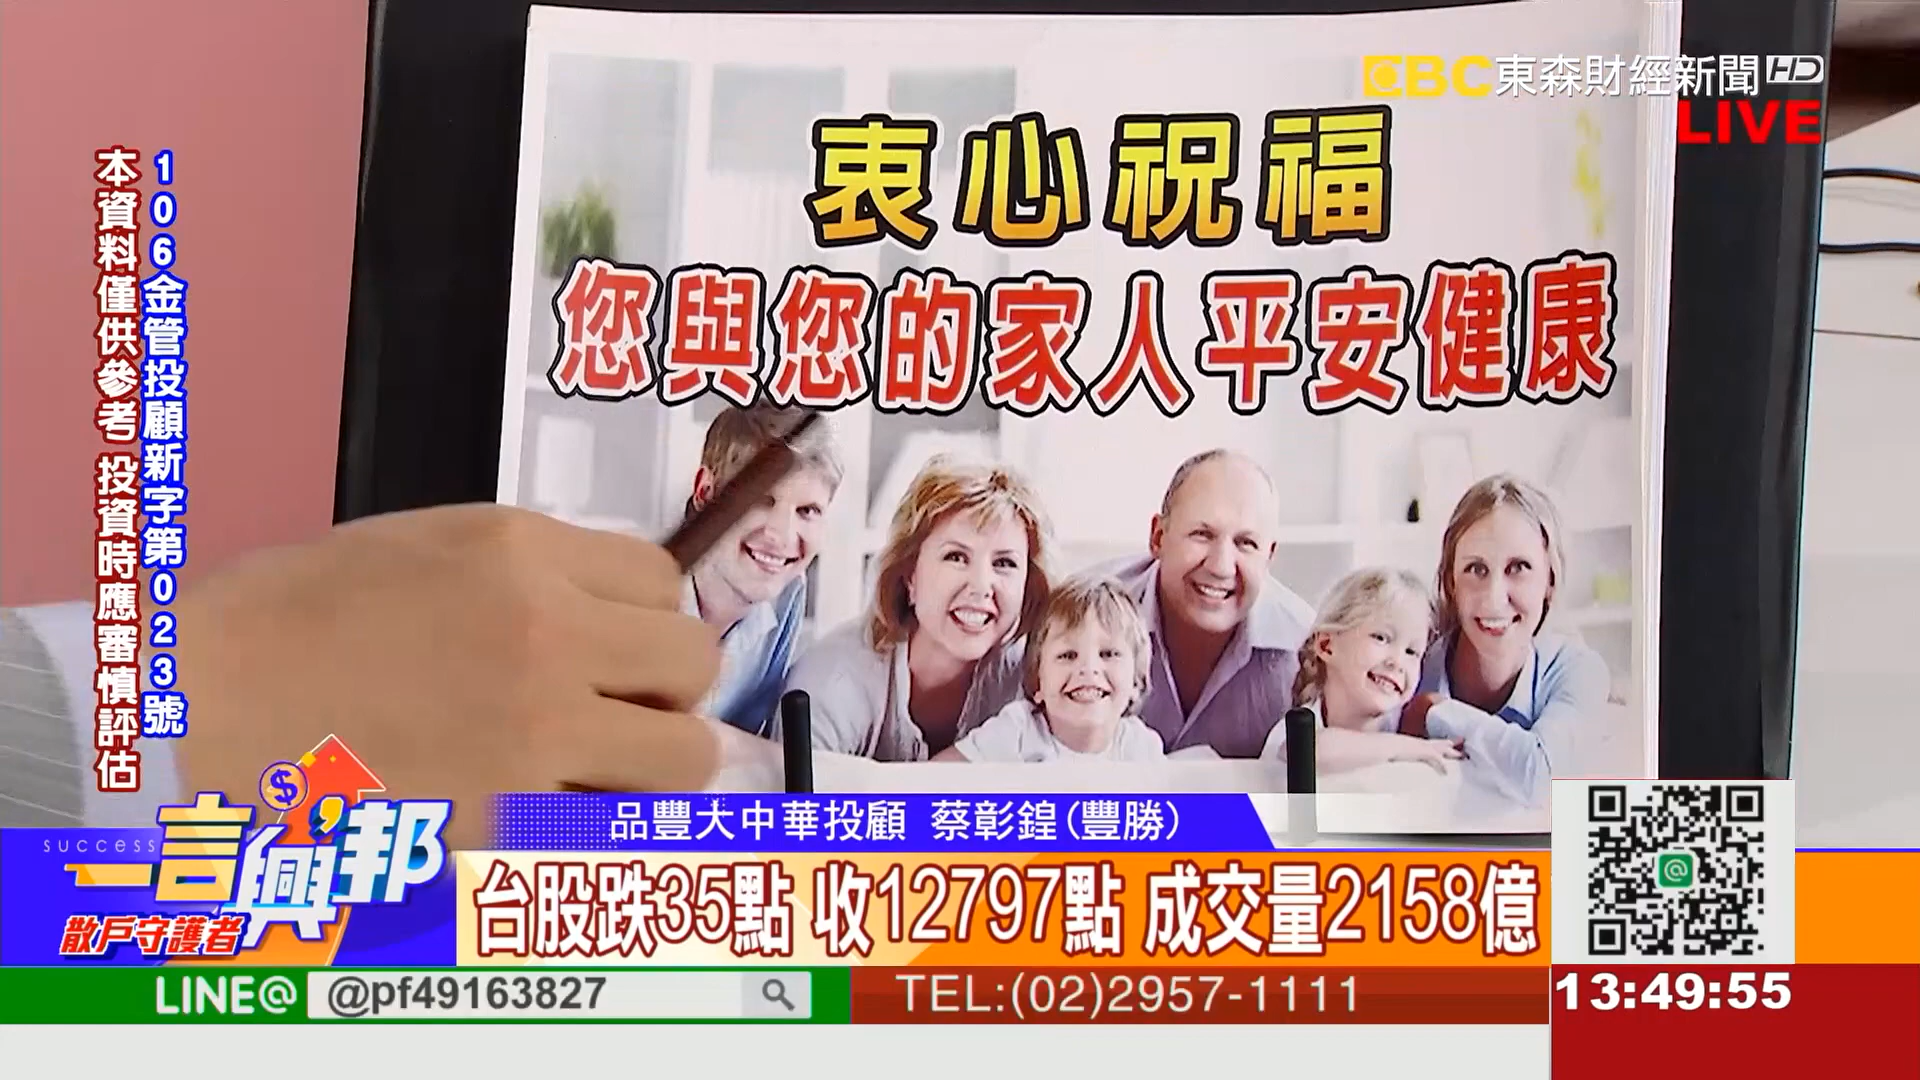 EBC東森財經新聞HD
LIVE
衷心祝福
您與您的家人平安健康
106金管投顧新字第023號
本資料僅供參考 投資時應審慎評估
$
success
一言興邦
散戶守護者
品豐大中華投顧 蔡彰鍠(豐勝)
台股跌35點 收12797點 成交量2158億
LINE@ @pf49163827
TEL:(02)2957-1111
13:49:55